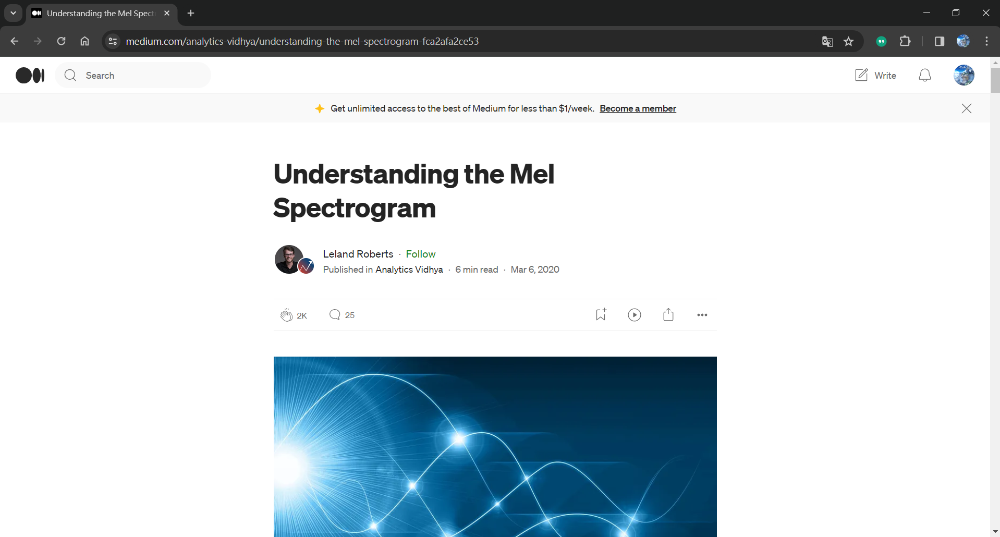 Understanding the Mel Spect
medium.com/analytics-vidhya/understanding-the-mel-spectrogram-fca2afa2ce53
Search
Write
Get unlimited access to the best of Medium for less than $1/week. Become a member
Understanding the Mel
Spectrogram
Leland Roberts · Follow
Published in Analytics Vidhya · 6 min read · Mar 6, 2020
2K
25